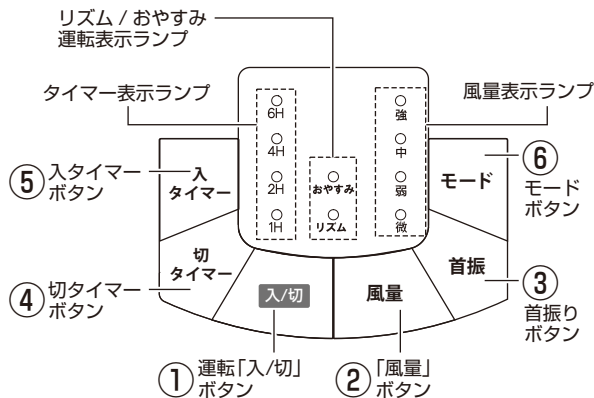 リズム / おやすみ
運転表示ランプ
タイマー表示ランプ
風量表示ランプ
6H
4H
2H
1H
おやすみ
リズム
強
中
弱
微
入
タイマー
切
タイマー
入/切
風量
首振
モード
⑤入タイマー
ボタン
④切タイマー
ボタン
①運転「入/切」
ボタン
②「風量」
ボタン
③
首振り
ボタン
⑥
モード
ボタン